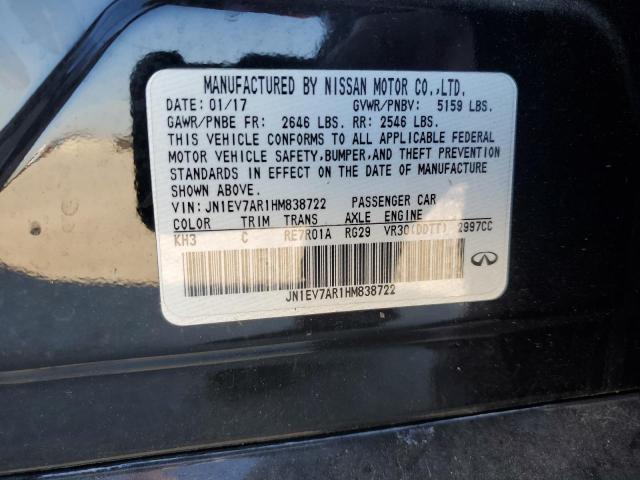 MANUFACTURED BY NISSAN MOTOR CO.,LTD.
DATE: 01/17 GVWR/PNBV: 5159 LBS.
GAWR/PNBE FR: 2646 LBS. RR: 2546 LBS.
THIS VEHICLE CONFORMS TO ALL APPLICABLE FEDERAL
MOTOR VEHICLE SAFETY,BUMPER,AND THEFT PREVENTION
STANDARDS IN EFFECT ON THE DATE OF MANUFACTURE
SHOWN ABOVE.
VIN: JN1EV7AR1HM838722 PASSENGER CAR
COLOR TRIM TRANS AXLE ENGINE
KH3 C RE7R01A RG29 VR30(DDTT) 2997CC
JN1EV7AR1HM838722